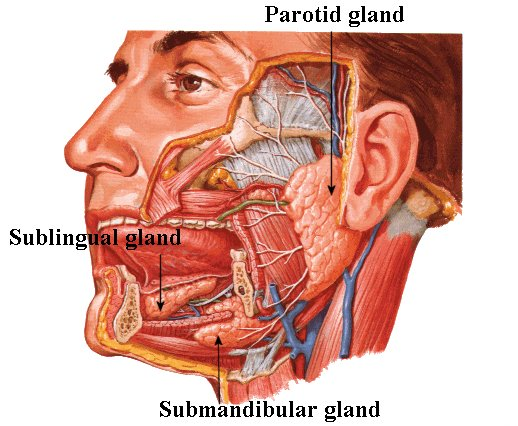 Parotid gland
Sublingual gland
Submandibular gland